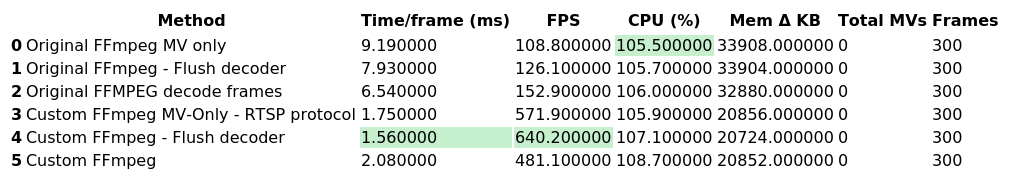 Method Time/frame (ms) FPS CPU (%) Mem Δ KB Total MVs Frames
0 Original FFmpeg MV only 9.190000 108.800000 105.500000 33908.000000 0 300
1 Original FFmpeg - Flush decoder 7.930000 126.100000 105.700000 33904.000000 0 300
2 Original FFMPEG decode frames 6.540000 152.900000 106.000000 32880.000000 0 300
3 Custom FFmpeg MV-Only - RTSP protocol 1.750000 571.900000 105.900000 20856.000000 0 300
4 Custom FFmpeg - Flush decoder 1.560000 640.200000 107.100000 20724.000000 0 300
5 Custom FFmpeg 2.080000 481.100000 108.700000 20852.000000 0 300